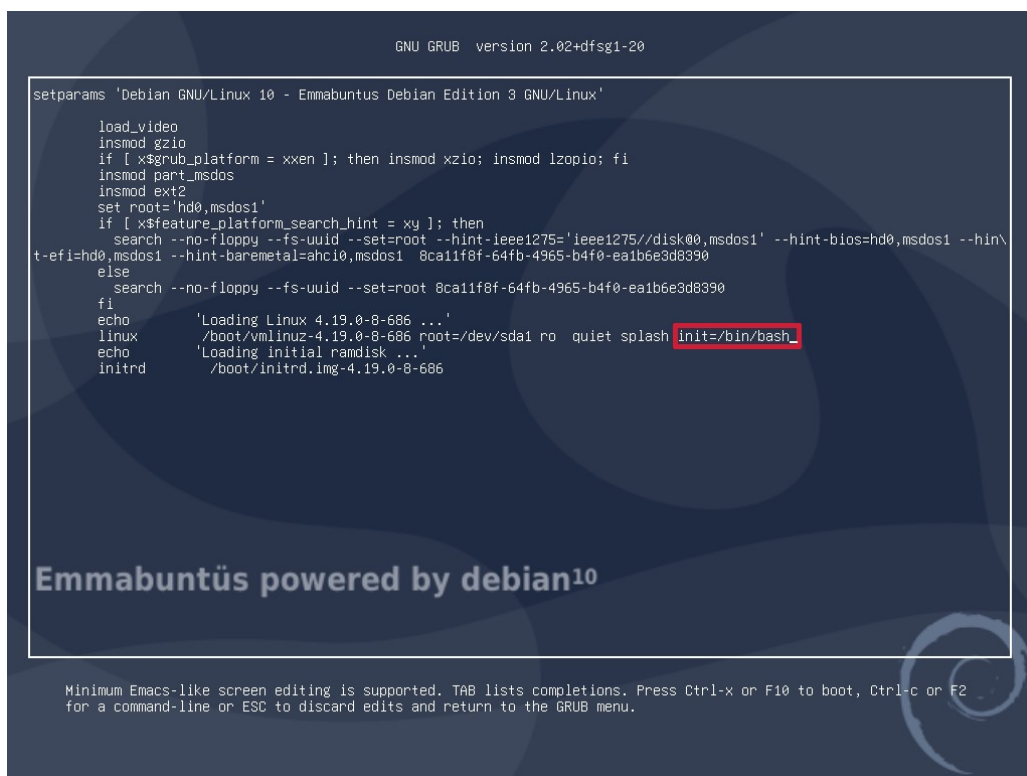 GNU GRUB  version 2.02+dfsg1-20
setparams 'Debian GNU/Linux 10 - Emmabuntus Debian Edition 3 GNU/Linux'
load_video
insmod gzio
if [ x$grub_platform = xxen ]; then insmod xzio; insmod lzopio; fi
insmod part_msdos
insmod ext2
set root='hd0,msdos1'
if [ x$feature_platform_search_hint = xy ]; then
search --no-floppy --fs-uuid --set=root --hint-ieee1275='ieee1275//disk@0,msdos1' --hint-bios=hd0,msdos1 --hin\
t-efi=hd0,msdos1 --hint-baremetal=ahci0,msdos1  8ca11f8f-64fb-4965-b4f0-ea1b6e3d8390
else
search --no-floppy --fs-uuid --set=root 8ca11f8f-64fb-4965-b4f0-ea1b6e3d8390
fi
echo 'Loading Linux 4.19.0-8-686 ...'
linux /boot/vmlinuz-4.19.0-8-686 root=/dev/sda1 ro  quiet splash init=/bin/bash_
echo 'Loading initial ramdisk ...'
initrd /boot/initrd.img-4.19.0-8-686
Emmabuntüs powered by debian10
Minimum Emacs-like screen editing is supported. TAB lists completions. Press Ctrl-x or F10 to boot, Ctrl-c or F2
for a command-line or ESC to discard edits and return to the GRUB menu.